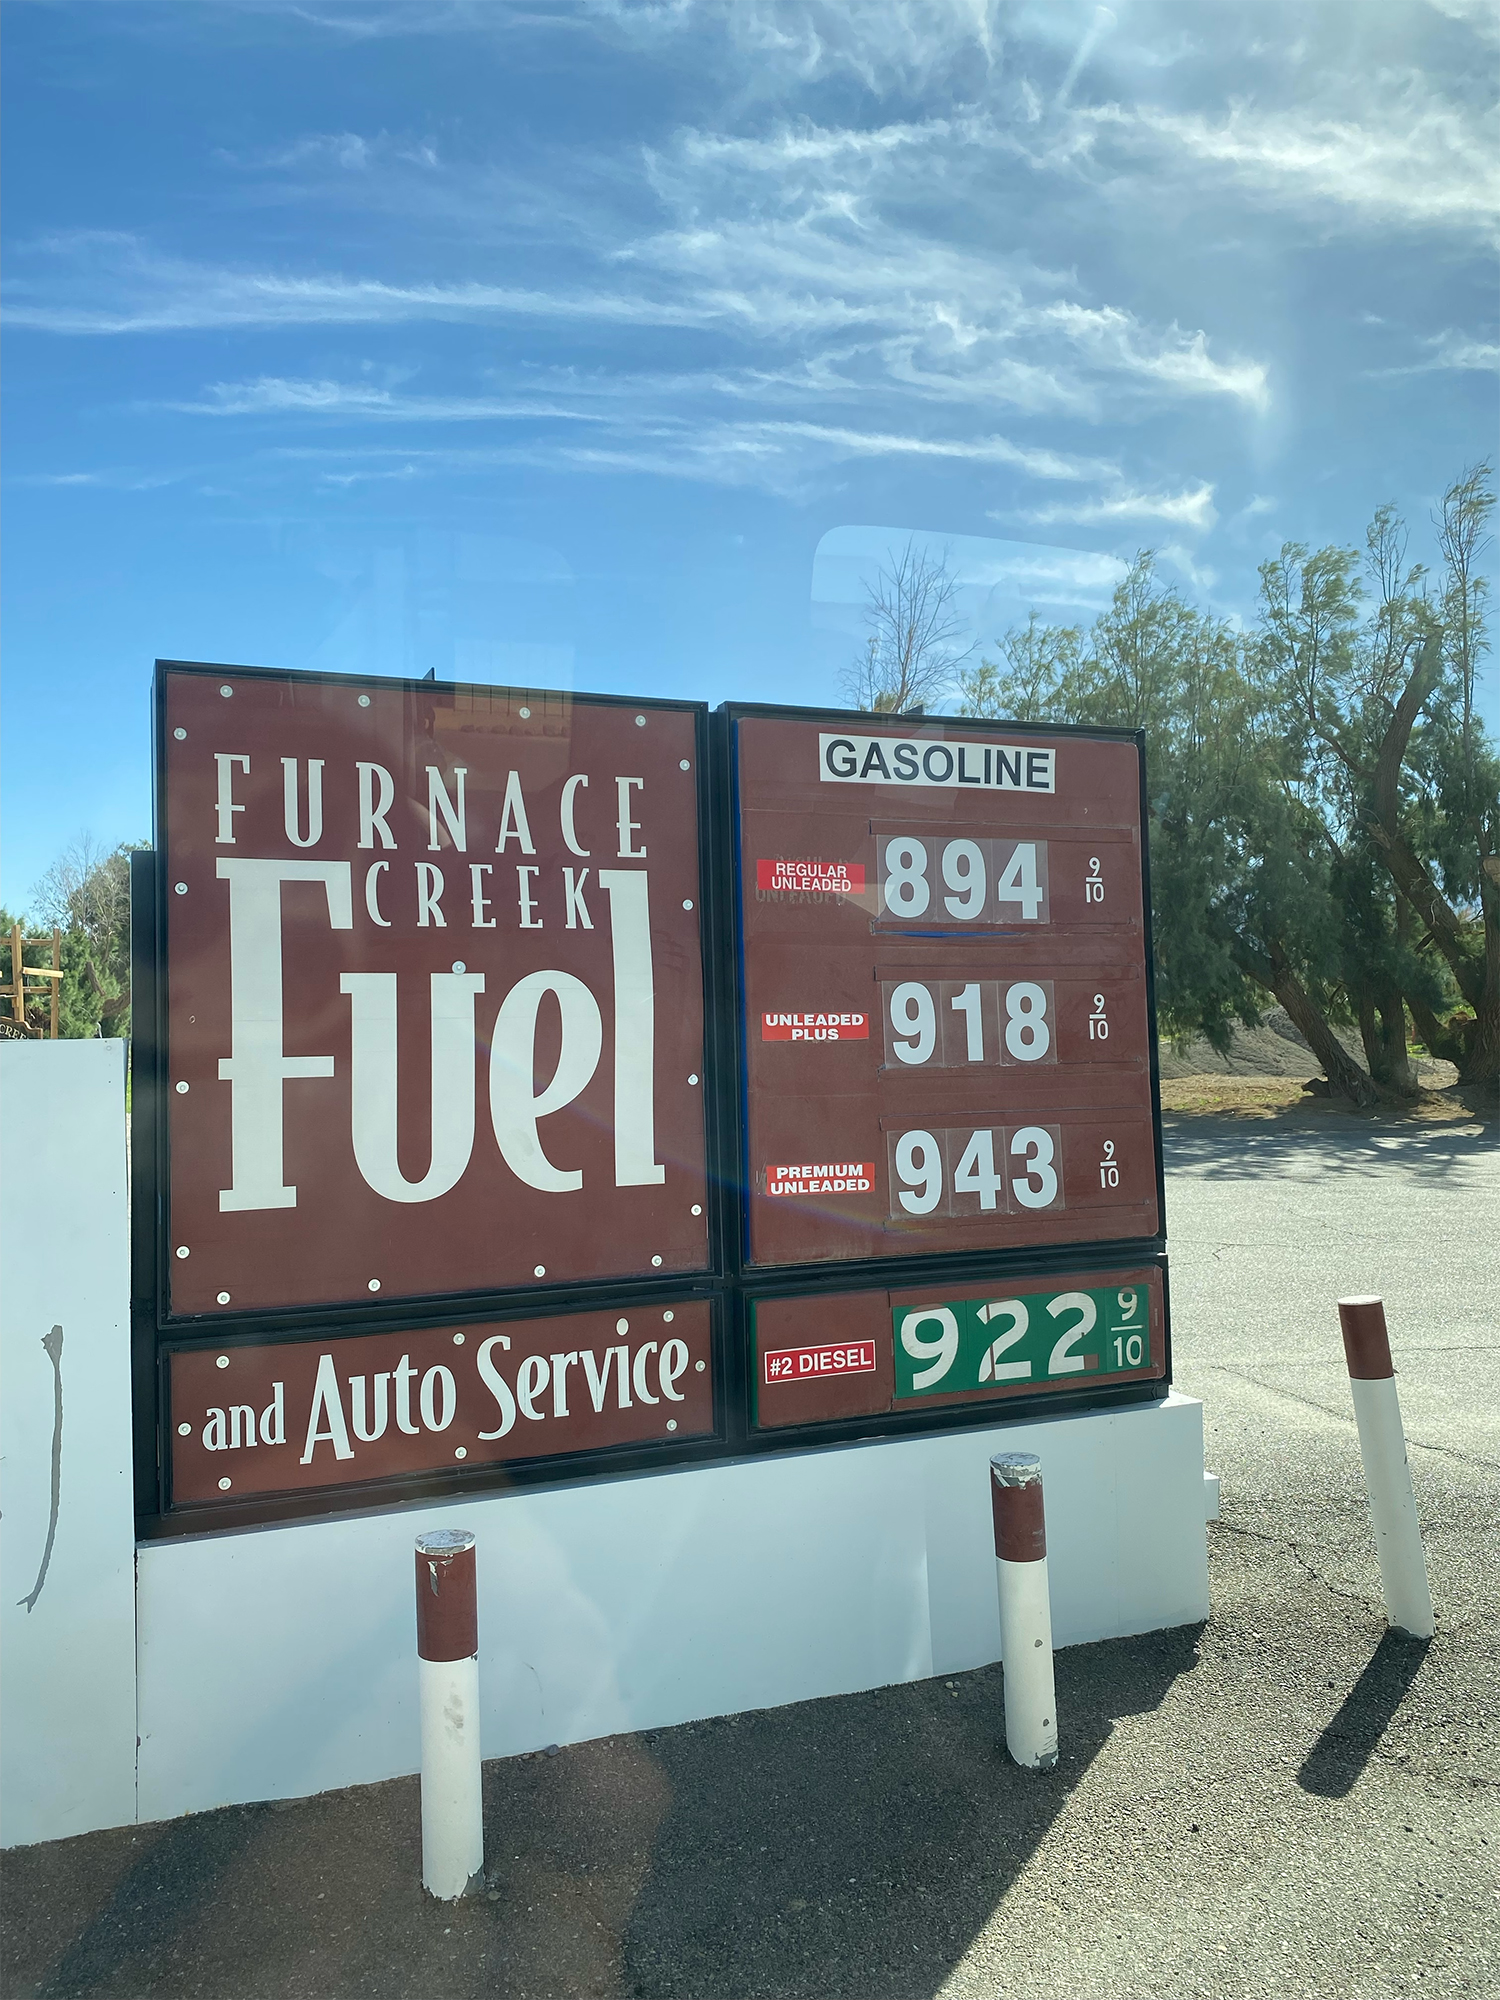 FURNACE
CREEK
Fuel
and Auto Service
GASOLINE
REGULAR
UNLEADED
894 9/10
UNLEADED
PLUS
918 9/10
PREMIUM
UNLEADED
943 9/10
#2 DIESEL
922 9/10